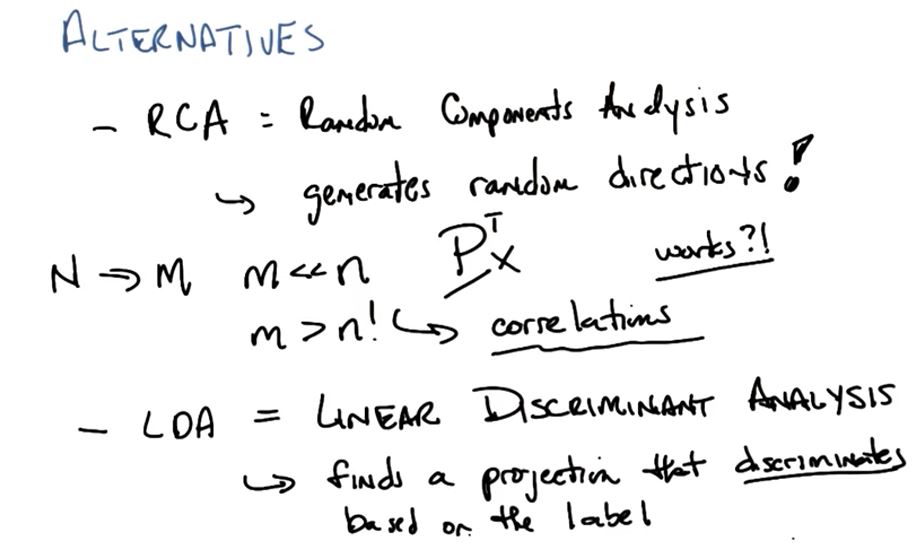 ALTERNATIVES
- RCA = Random Components Analysis
↳ generates random directions!
N ⇒ M m << n Pᵀx works?!
m > n! ↳ correlations
- LDA = LINEAR DISCRIMINANT ANALYSIS
↳ finds a projection that discriminates
based on the label